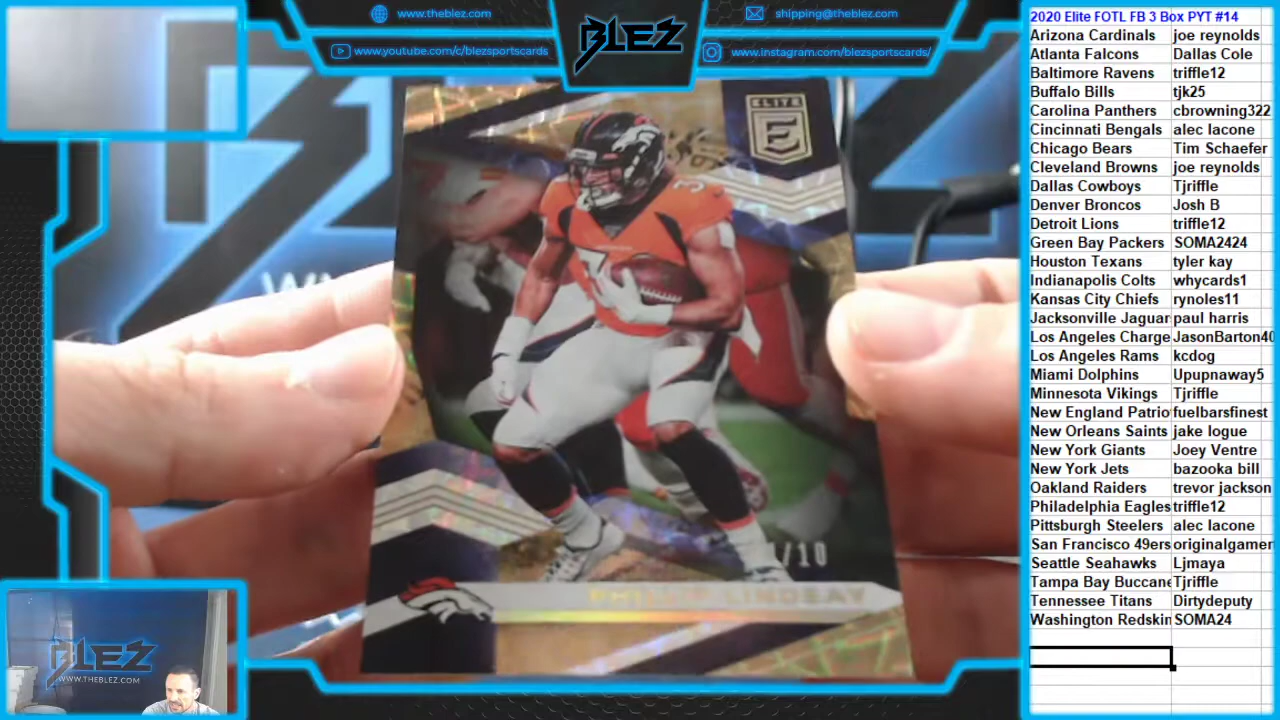 www.theblez.com
shipping@theblez.com
www.youtube.com/c/blezsportscards
www.instagram.com/blezsportscards/
BLEZ
ELITE
E
/10
PHILLIP LINDSAY
BLEZ
WWW.THEBLEZ.COM
2020 Elite FOTL FB 3 Box PYT #14
Arizona Cardinals joe reynolds
Atlanta Falcons Dallas Cole
Baltimore Ravens triffle12
Buffalo Bills tjk25
Carolina Panthers cbrowning322
Cincinnati Bengals alec Iacone
Chicago Bears Tim Schaefer
Cleveland Browns joe reynolds
Dallas Cowboys Tjriffle
Denver Broncos Josh B
Detroit Lions triffle12
Green Bay Packers SOMA2424
Houston Texans tyler kay
Indianapolis Colts whycards1
Kansas City Chiefs rynoles11
Jacksonville Jaguar paul harris
Los Angeles Charge JasonBarton40
Los Angeles Rams kcdog
Miami Dolphins Upupnaway5
Minnesota Vikings Tjriffle
New England Patrio fuelbarsfinest
New Orleans Saints jake logue
New York Giants Joey Ventre
New York Jets bazooka bill
Oakland Raiders trevor jackson
Philadelphia Eagles triffle12
Pittsburgh Steelers alec Iacone
San Francisco 49ers originalgamer
Seattle Seahawks Ljmaya
Tampa Bay Buccane Tjriffle
Tennessee Titans Dirtydeputy
Washington Redskin SOMA24